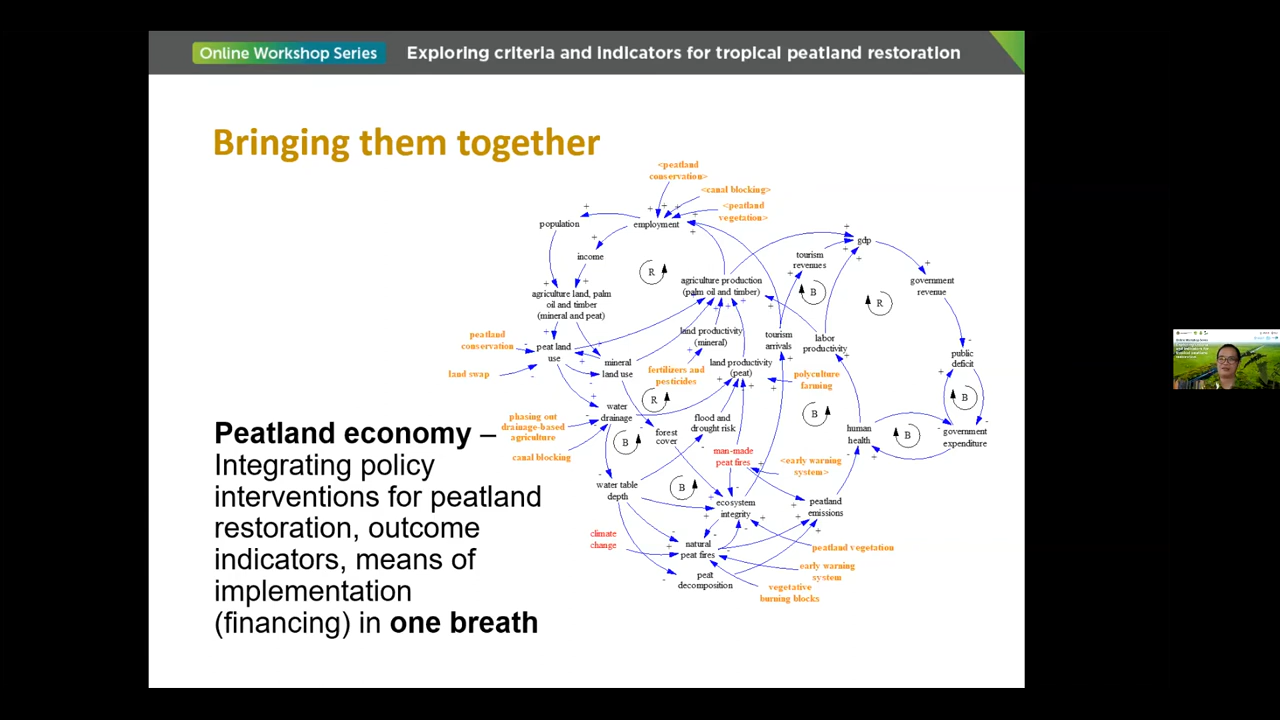 Online Workshop Series
Exploring criteria and indicators for tropical peatland restoration
Bringing them together
<peatland
conservation>
<canal blocking>
<peatland
vegetation>
population
employment
income
gdp
tourism
revenues
government
revenue
agriculture land, palm
oil and timber
(mineral and peat)
agriculture production
(palm oil and timber)
R
B
R
peatland
conservation
land swap
peat land
use
mineral
land use
land productivity
(mineral)
fertilizers and
pesticides
land productivity
(peat)
tourism
arrivals
labor
productivity
polyculture
farming
public
deficit
R
B
B
B
B
phasing out
drainage-based
agriculture
canal blocking
water
drainage
forest
cover
flood and
drought risk
man-made
peat fires
<early warning
system>
human
health
government
expenditure
water table
depth
B
ecosystem
integrity
peatland
emissions
climate
change
natural
peat fires
peatland vegetation
early warning
system
peat
decomposition
vegetative
burning blocks
Peatland economy –
Integrating policy
interventions for peatland
restoration, outcome
indicators, means of
implementation
(financing) in one breath